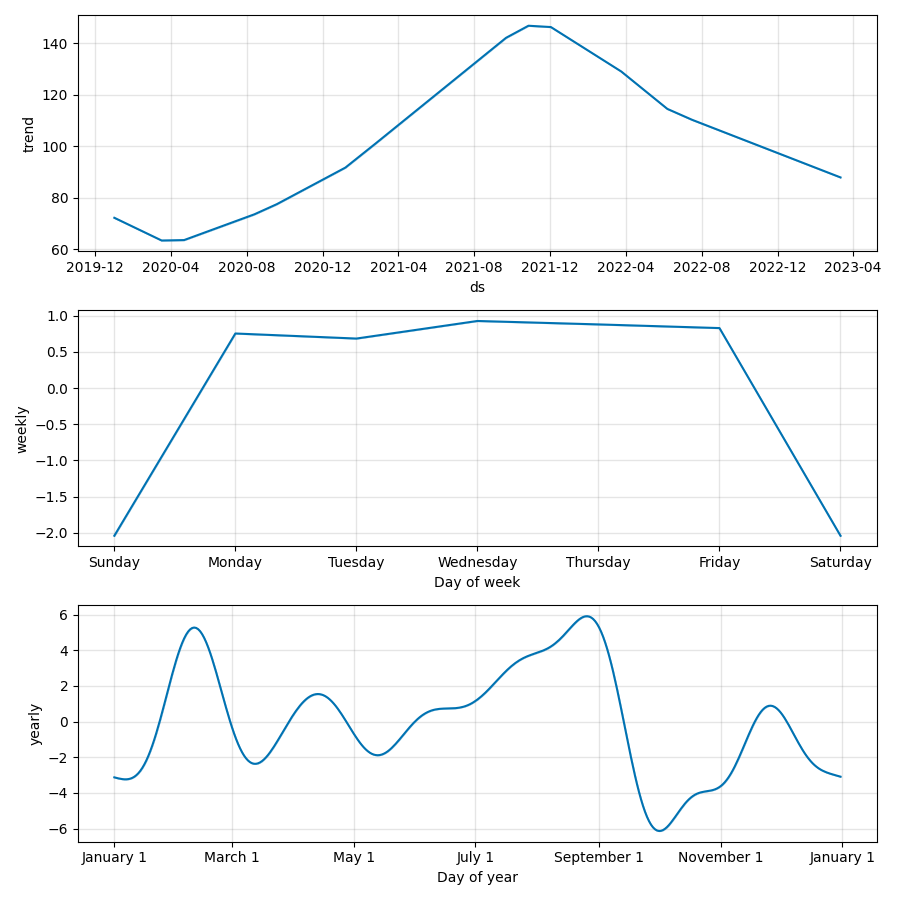 140
120
100
80
60
trend
2019-12 2020-04 2020-08 2020-12 2021-04 2021-08 2021-12 2022-04 2022-08 2022-12 2023-04
ds
1.0
0.5
0.0
−0.5
−1.0
−1.5
−2.0
weekly
Sunday Monday Tuesday Wednesday Thursday Friday Saturday
Day of week
6
4
2
0
−2
−4
−6
yearly
January 1 March 1 May 1 July 1 September 1 November 1 January 1
Day of year